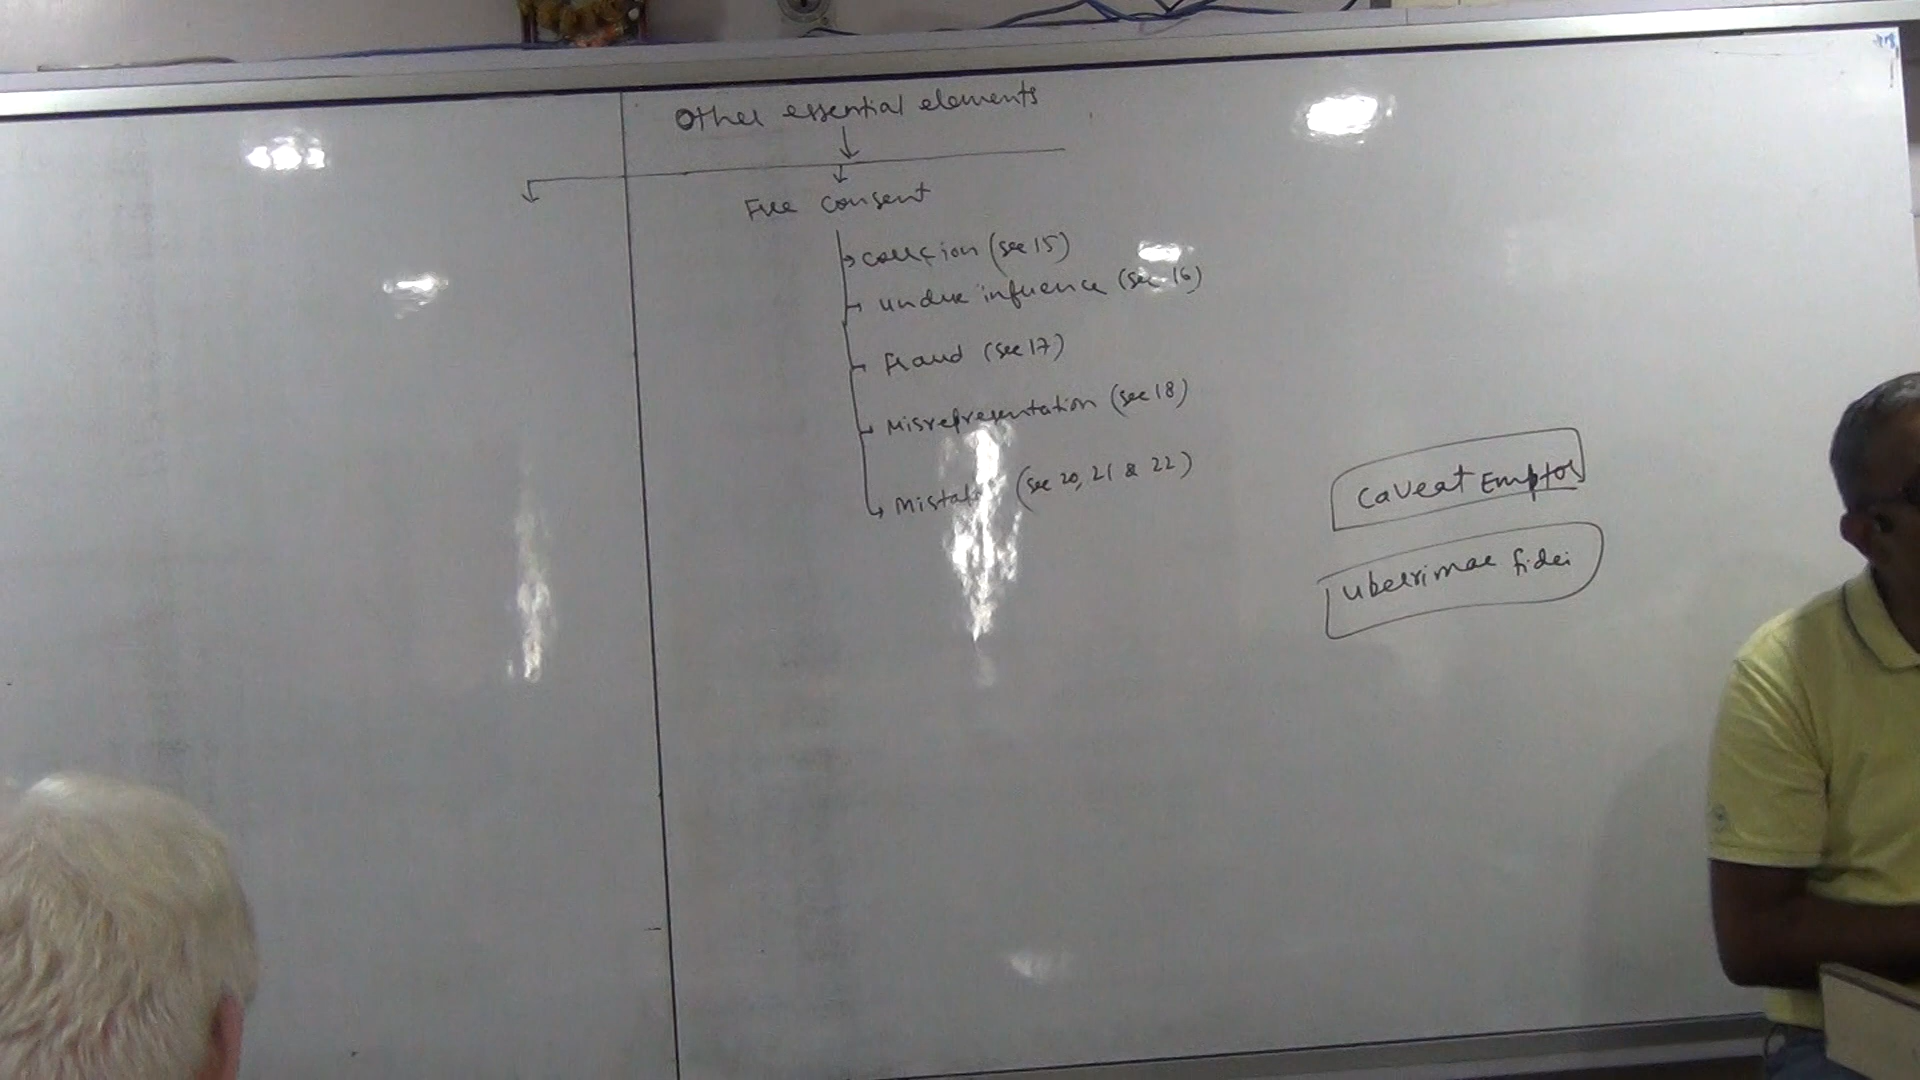 Other essential elements
Free consent
coercion (sec 15)
undue influence (sec 16)
Fraud (sec 17)
Misrepresentation (sec 18)
Mistake (sec 20, 21 & 22)
Caveat Emptor
uberrimae fidei